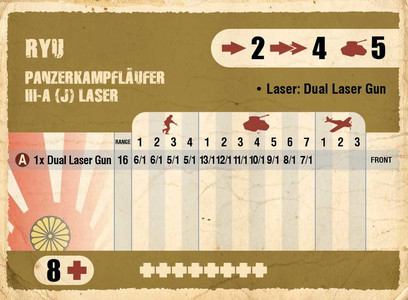 RYU
2 4 5
PANZERKAMPFLÄUFER
III-A (J) LASER
• Laser: Dual Laser Gun
RANGE 1 2 3 4 1 2 3 4 5 6 7 1 2 3
A 1x Dual Laser Gun 16 6/1 6/1 5/1 5/1 13/1 12/1 11/1 10/1 9/1 8/1 7/1 FRONT
8